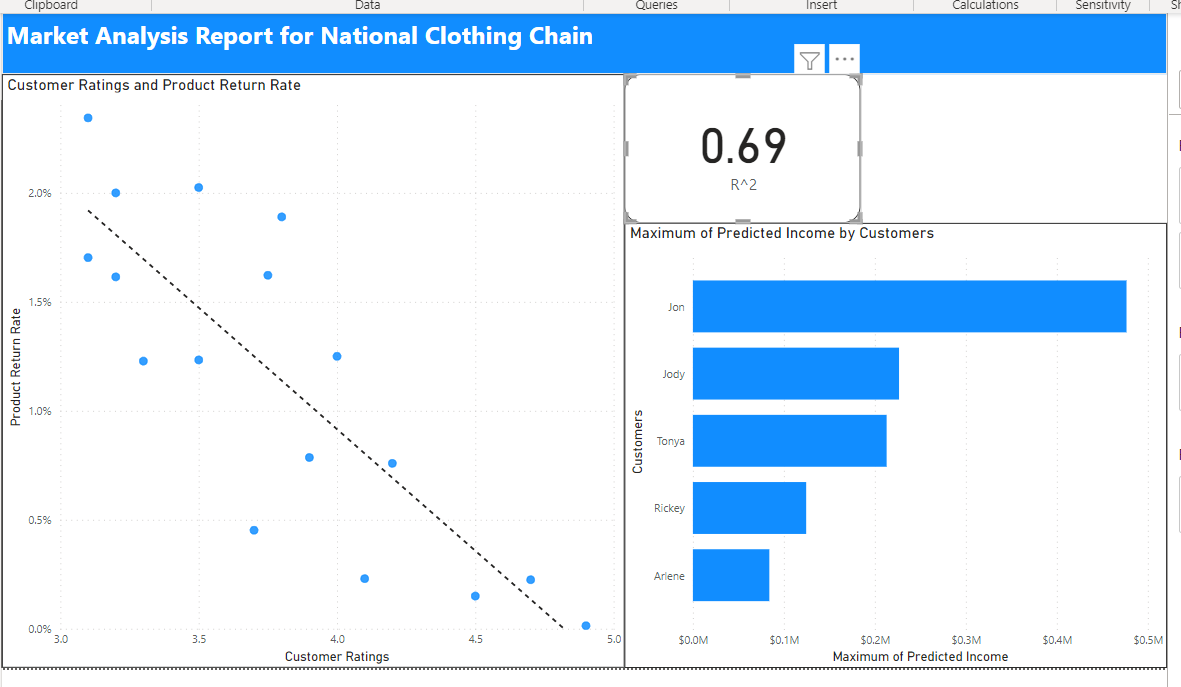 Clipboard Data Queries Insert Calculations Sensitivity
Market Analysis Report for National Clothing Chain
Customer Ratings and Product Return Rate
Product Return Rate
2.0%
1.5%
1.0%
0.5%
0.0%
3.0 3.5 4.0 4.5 5.0
Customer Ratings
0.69
R^2
Maximum of Predicted Income by Customers
Customers
Jon
Jody
Tonya
Rickey
Arlene
$0.0M $0.1M $0.2M $0.3M $0.4M $0.5M
Maximum of Predicted Income